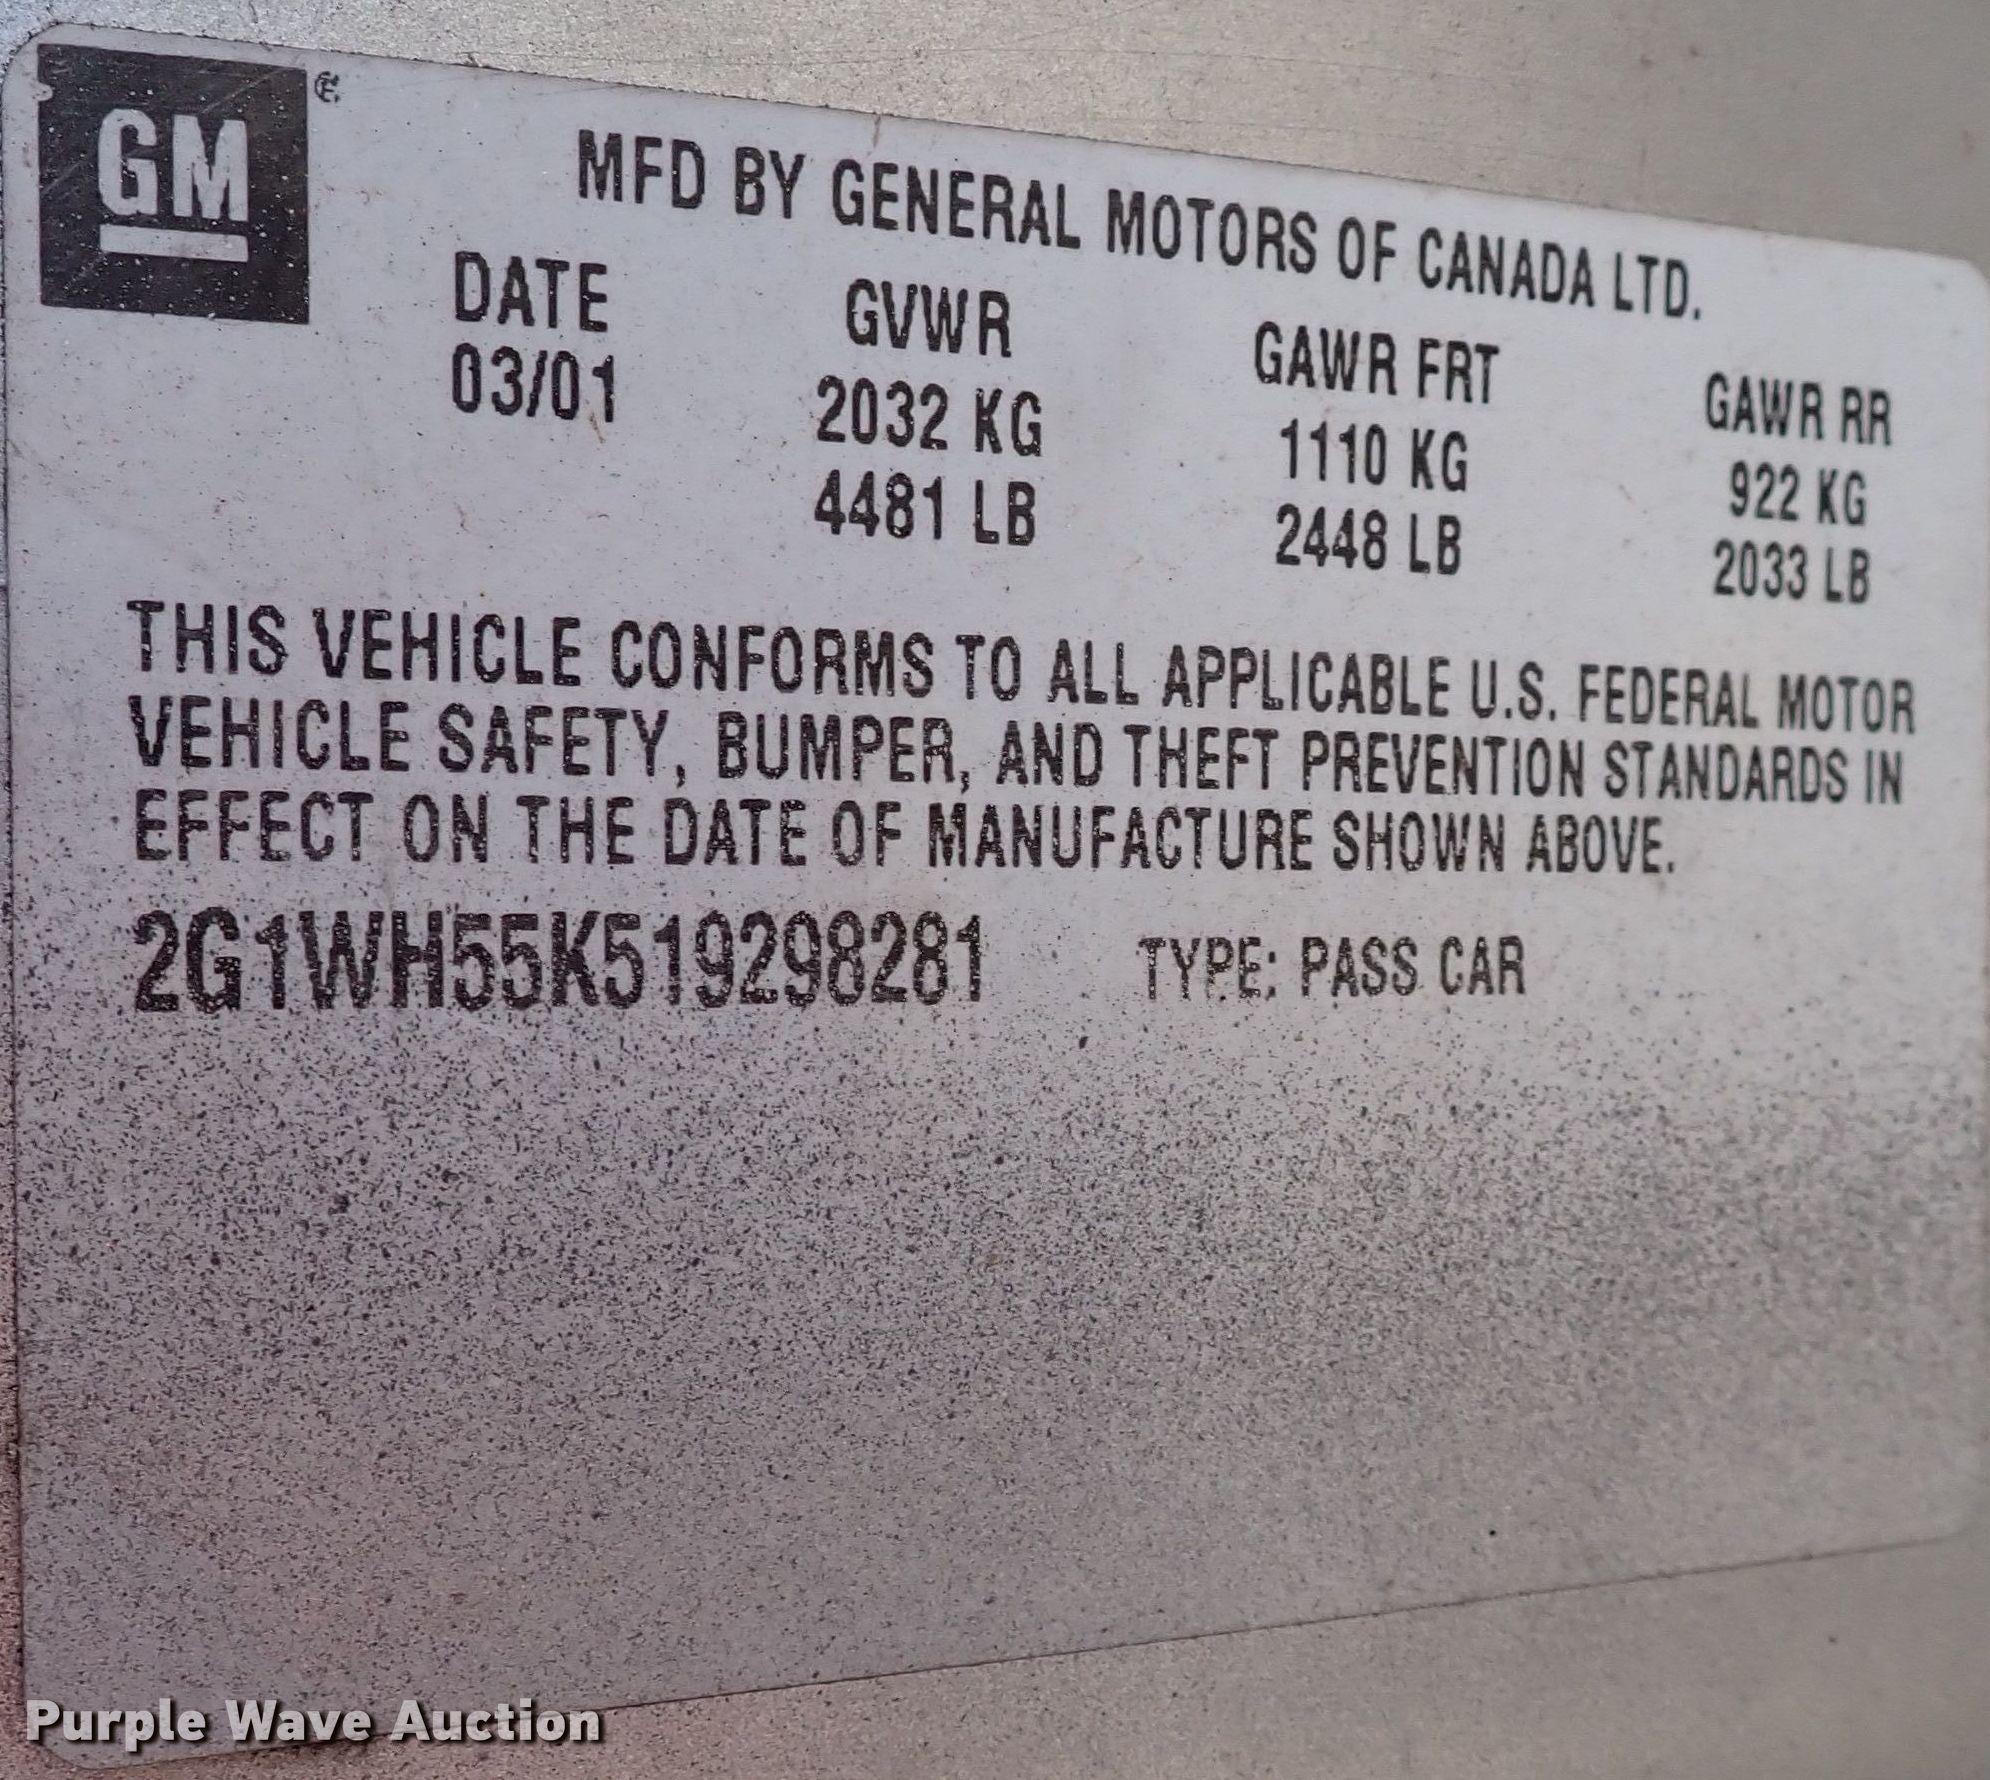 GM
MFD BY GENERAL MOTORS OF CANADA LTD.
DATE GVWR GAWR FRT GAWR RR
03/01 2032 KG 1110 KG 922 KG
4481 LB 2448 LB 2033 LB
THIS VEHICLE CONFORMS TO ALL APPLICABLE U.S. FEDERAL MOTOR
VEHICLE SAFETY, BUMPER, AND THEFT PREVENTION STANDARDS IN
EFFECT ON THE DATE OF MANUFACTURE SHOWN ABOVE.
2G1WH55K519298281 TYPE: PASS CAR
Purple Wave Auction